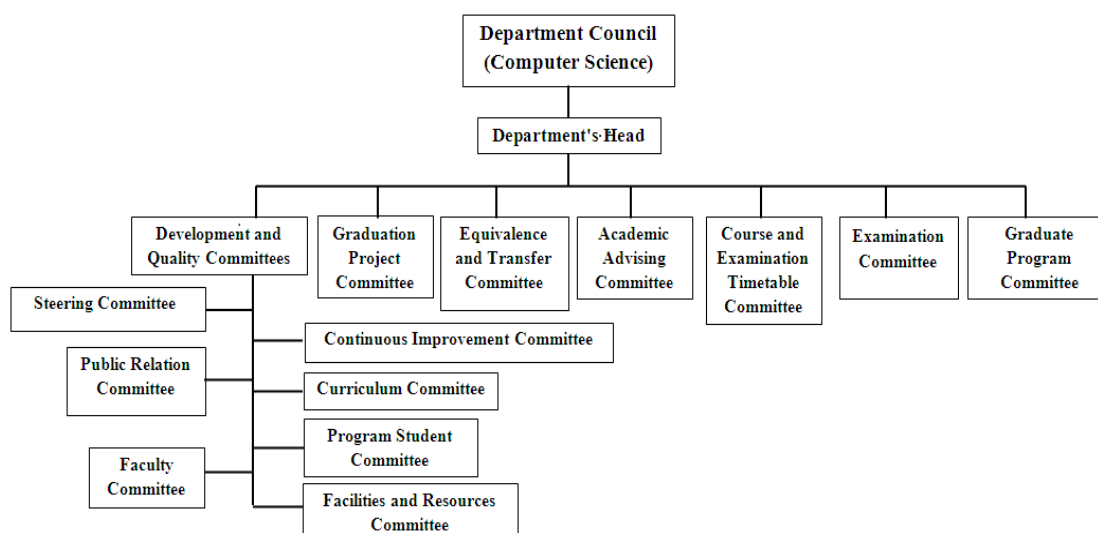 Department Council
(Computer Science)
Department's·Head
Development and
Quality Committees
Graduation
Project
Committee
Equivalence
and Transfer
Committee
Academic
Advising
Committee
Course and
Examination
Timetable
Committee
Examination
Committee
Graduate
Program
Committee
Steering Committee
Continuous Improvement Committee
Public Relation
Committee
Curriculum Committee
Program Student
Committee
Faculty
Committee
Facilities and Resources
Committee